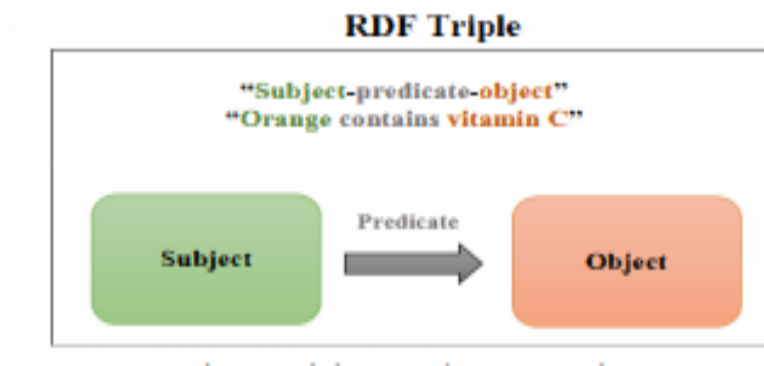 RDF Triple
“Subject-predicate-object”
“Orange contains vitamin C”
Predicate
Subject
Object